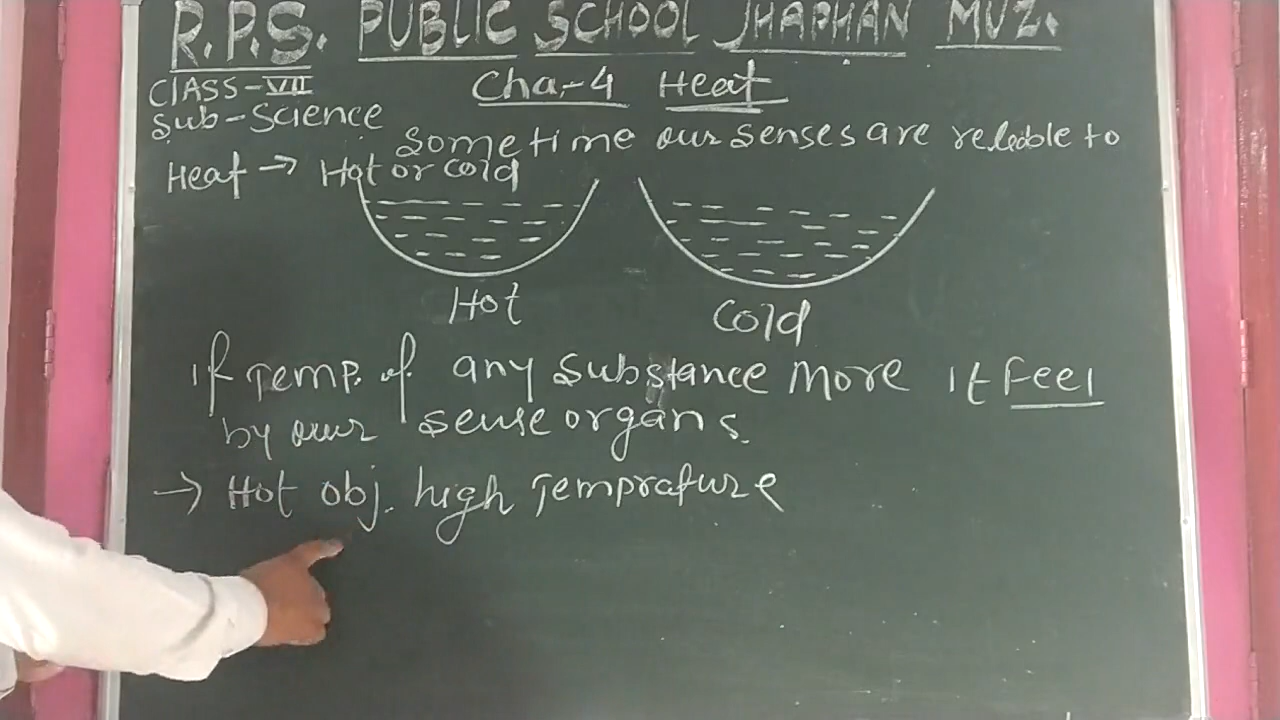 R.P.S. PUBLIC SCHOOL JHAPHAN MUZ.
ClASS-VII
Cha.-4 Heat
Sub-Science
Sometime our senses are reliable to
Heat → Hot or cold
Hot
Cold
If Temp. of any substance more it feel
by our sense organs.
→ Hot obj. high Temprature